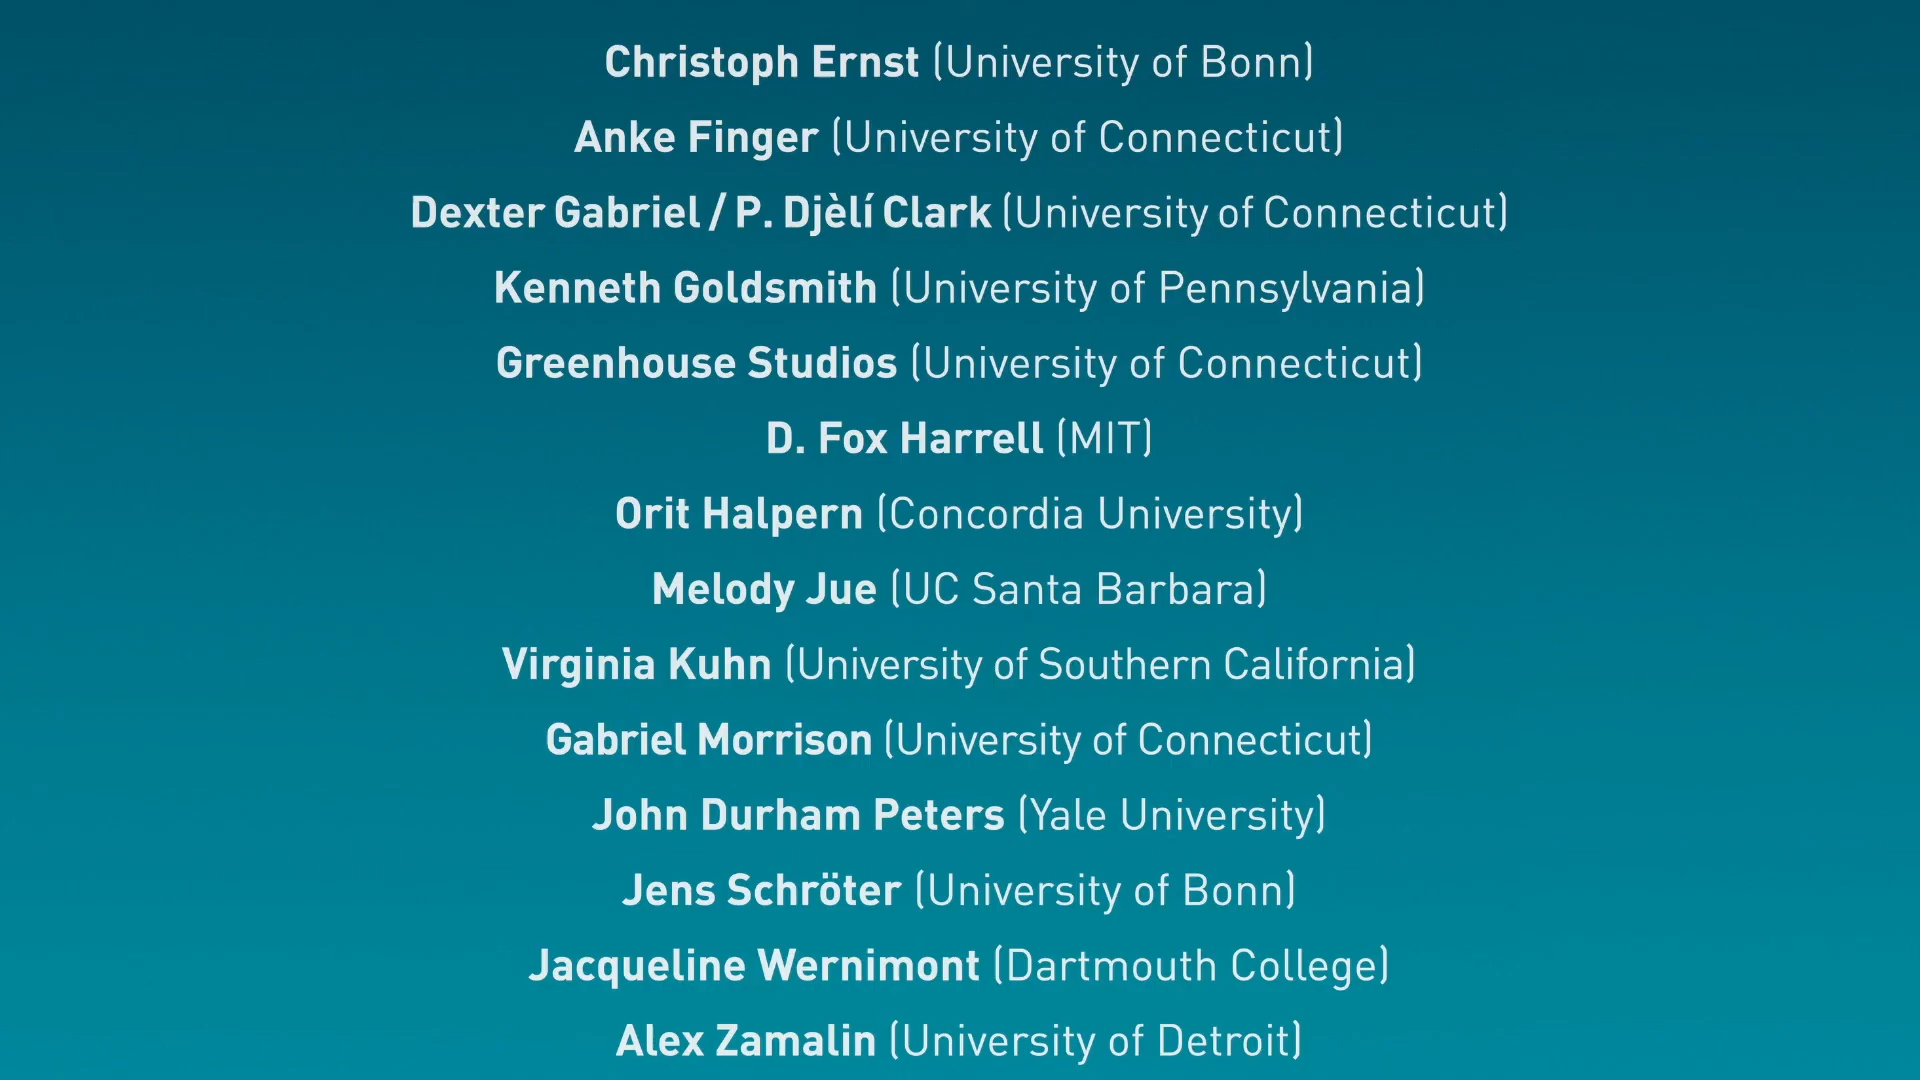 Christoph Ernst (University of Bonn)
Anke Finger (University of Connecticut)
Dexter Gabriel / P. Djèlí Clark (University of Connecticut)
Kenneth Goldsmith (University of Pennsylvania)
Greenhouse Studios (University of Connecticut)
D. Fox Harrell (MIT)
Orit Halpern (Concordia University)
Melody Jue (UC Santa Barbara)
Virginia Kuhn (University of Southern California)
Gabriel Morrison (University of Connecticut)
John Durham Peters (Yale University)
Jens Schröter (University of Bonn)
Jacqueline Wernimont (Dartmouth College)
Alex Zamalin (University of Detroit)